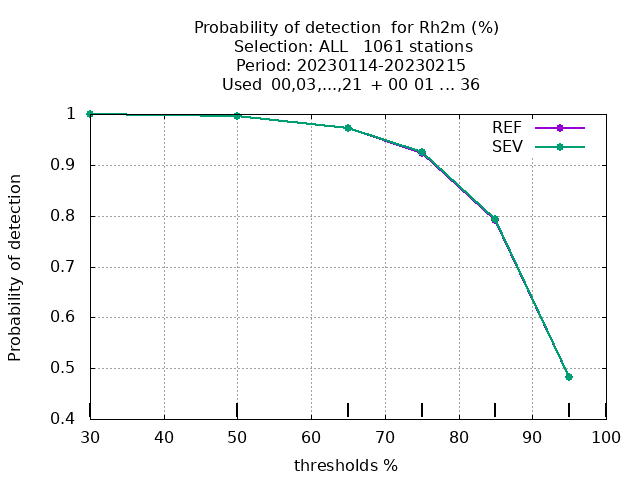 Probability of detection  for Rh2m (%)
Selection: ALL   1061 stations
Period: 20230114-20230215
Used  00,03,...,21  + 00 01 ... 36
REF
SEV
Probability of detection
1
0.9
0.8
0.7
0.6
0.5
0.4
30 40 50 60 70 80 90 100
thresholds %